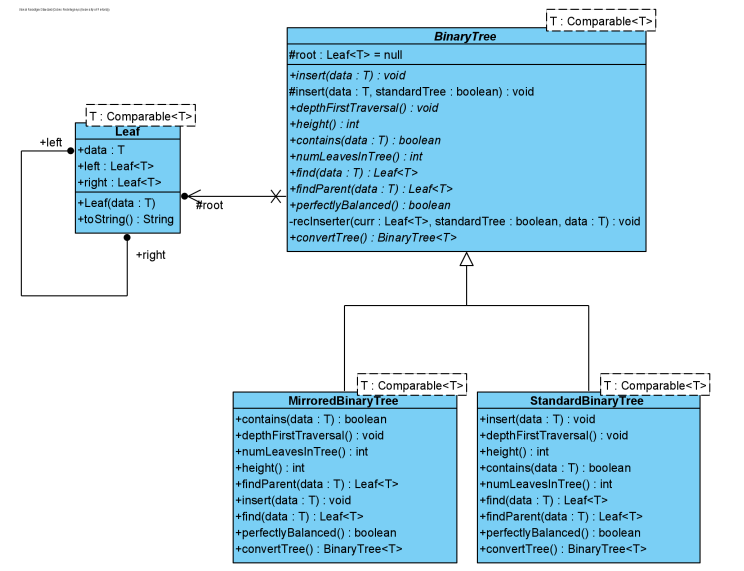 T : Comparable<T>
BinaryTree
#root : Leaf<T> = null
+insert(data : T) : void
#insert(data : T, standardTree : boolean) : void
+depthFirstTraversal() : void
+height() : int
+contains(data : T) : boolean
+numLeavesInTree() : int
+find(data : T) : Leaf<T>
+findParent(data : T) : Leaf<T>
+perfectlyBalanced() : boolean
-recInserter(curr : Leaf<T>, standardTree : boolean, data : T) : void
+convertTree() : BinaryTree<T>
T : Comparable<T>
Leaf
+data : T
+left : Leaf<T>
+right : Leaf<T>
+Leaf(data : T)
+toString() : String
+left
#root
+right
T : Comparable<T>
MirroredBinaryTree
+contains(data : T) : boolean
+depthFirstTraversal() : void
+numLeavesInTree() : int
+height() : int
+findParent(data : T) : Leaf<T>
+insert(data : T) : void
+find(data : T) : Leaf<T>
+perfectlyBalanced() : boolean
+convertTree() : BinaryTree<T>
T : Comparable<T>
StandardBinaryTree
+insert(data : T) : void
+depthFirstTraversal() : void
+height() : int
+contains(data : T) : boolean
+numLeavesInTree() : int
+find(data : T) : Leaf<T>
+findParent(data : T) : Leaf<T>
+perfectlyBalanced() : boolean
+convertTree() : BinaryTree<T>